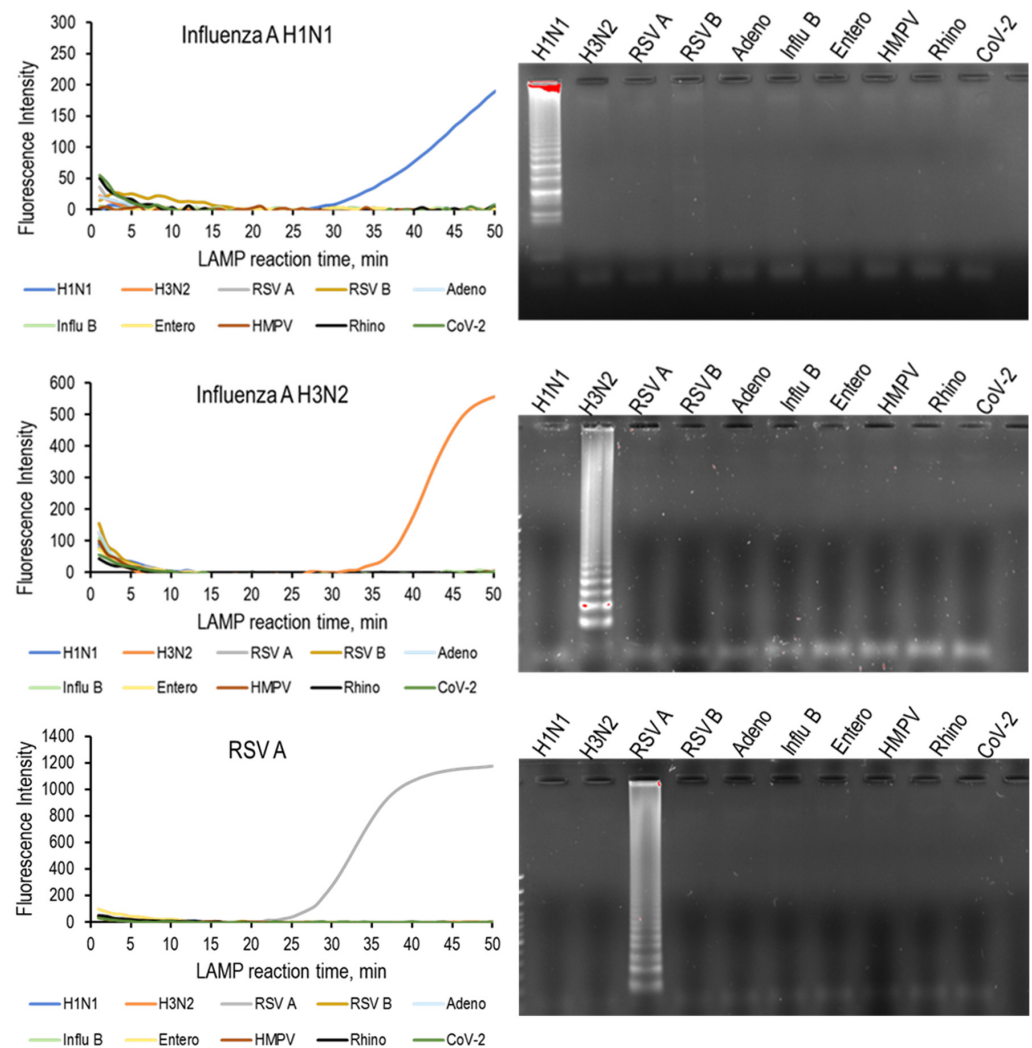 Influenza A H1N1
Fluorescence Intensity
300
250
200
150
100
50
0
0 5 10 15 20 25 30 35 40 45 50
LAMP reaction time, min
H1N1 H3N2 RSV A RSV B Adeno
Influ B Entero HMPV Rhino CoV-2
H1N1 H3N2 RSV A RSV B Adeno Influ B Entero HMPV Rhino CoV-2
Influenza A H3N2
Fluorescence Intensity
600
500
400
300
200
100
0
0 5 10 15 20 25 30 35 40 45 50
LAMP reaction time, min
H1N1 H3N2 RSV A RSV B Adeno
Influ B Entero HMPV Rhino CoV-2
H1N1 H3N2 RSV A RSV B Adeno Influ B Entero HMPV Rhino CoV-2
RSV A
Fluorescence Intensity
1400
1200
1000
800
600
400
200
0
0 5 10 15 20 25 30 35 40 45 50
LAMP reaction time, min
H1N1 H3N2 RSV A RSV B Adeno
Influ B Entero HMPV Rhino CoV-2
H1N1 H3N2 RSV A RSV B Adeno Influ B Entero HMPV Rhino CoV-2